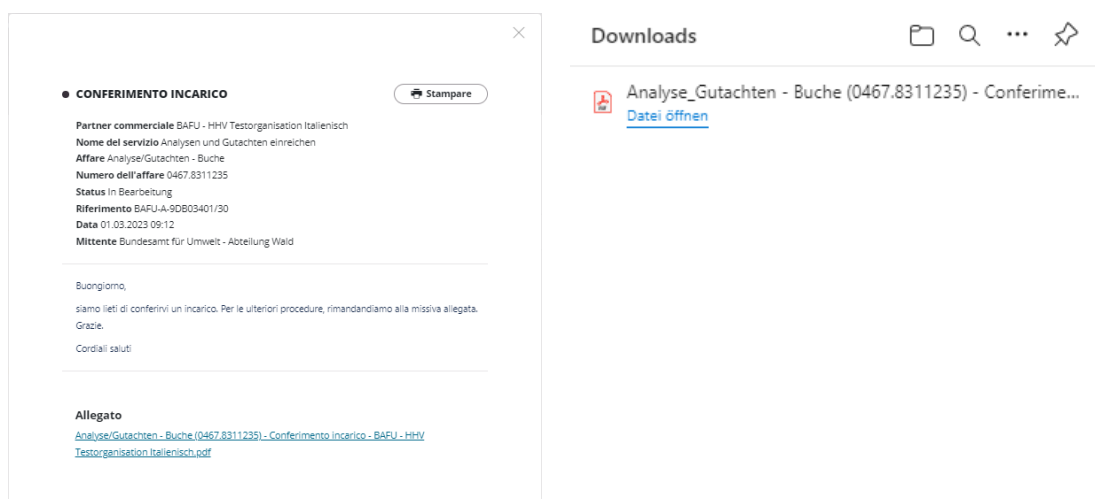 CONFERIMENTO INCARICO
Stampare
Partner commerciale BAFU - HHV Testorganisation Italienisch
Nome del servizio Analysen und Gutachten einreichen
Affare Analyse/Gutachten - Buche
Numero dell'affare 0467.8311235
Status In Bearbeitung
Riferimento BAFU-A-9DB03401/30
Data 01.03.2023 09:12
Mittente Bundesamt für Umwelt - Abteilung Wald
Buongiorno,
siamo lieti di conferirvi un incarico. Per le ulteriori procedure, rimandandiamo alla missiva allegata.
Grazie.
Cordiali saluti
Allegato
Analyse/Gutachten - Buche (0467.8311235) - Conferimento incarico - BAFU - HHV
Testorganisation Italienisch.pdf
Downloads
Analyse_Gutachten - Buche (0467.8311235) - Conferime...
Datei öffnen